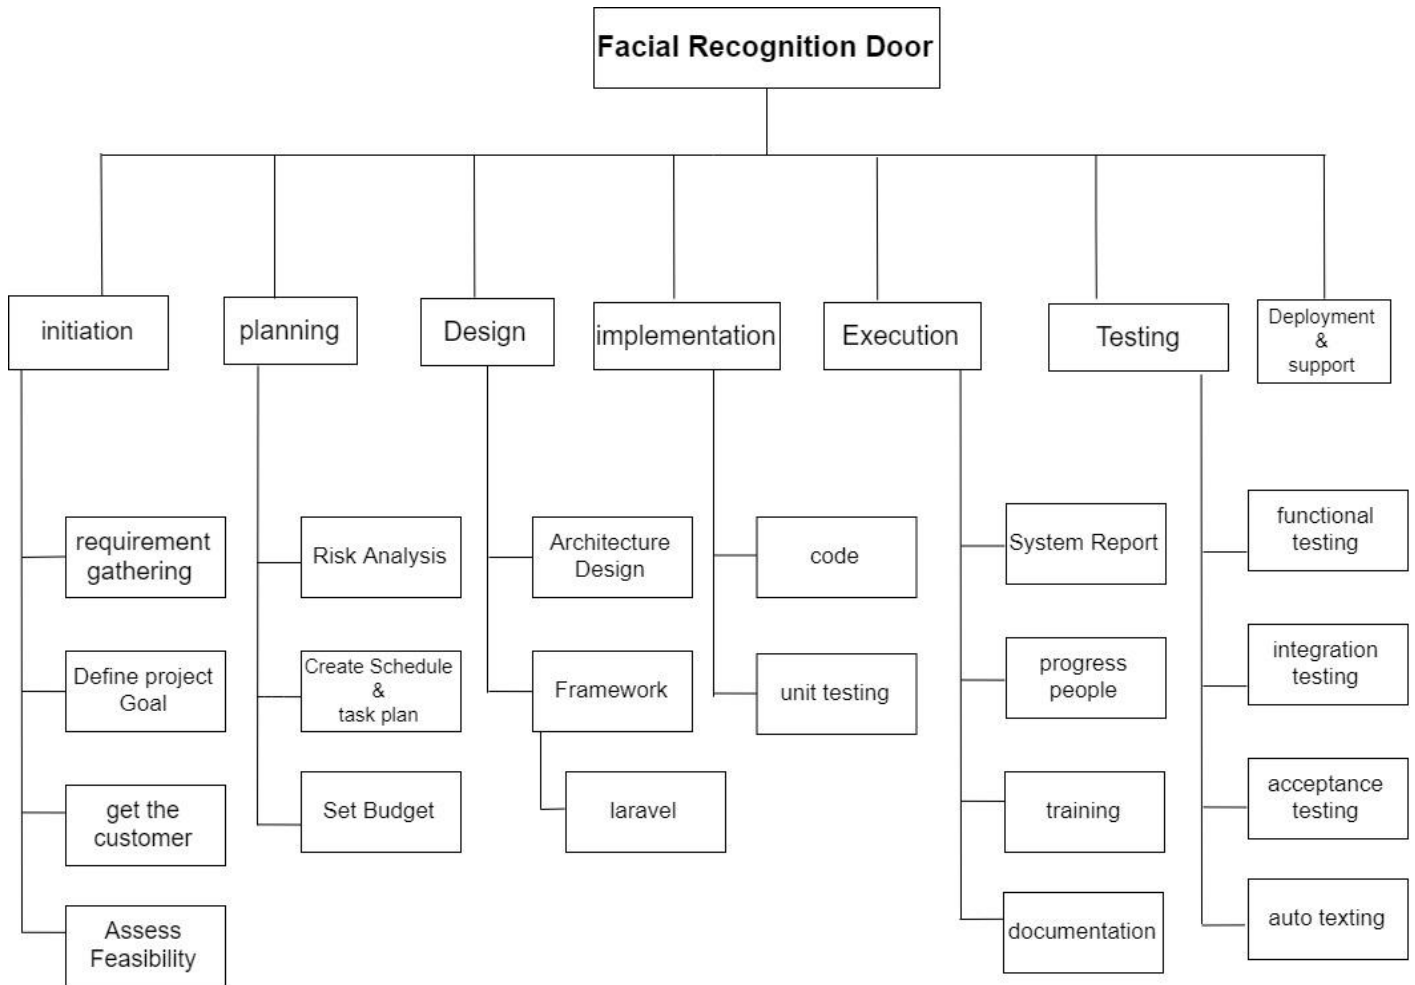 Facial Recognition Door
initiation
planning
Design
implementation
Execution
Testing
Deployment
&
support
requirement
gathering
Define project
Goal
get the
customer
Assess
Feasibility
Risk Analysis
Create Schedule
&
task plan
Set Budget
Architecture
Design
Framework
laravel
code
unit testing
System Report
progress
people
training
documentation
functional
testing
integration
testing
acceptance
testing
auto texting